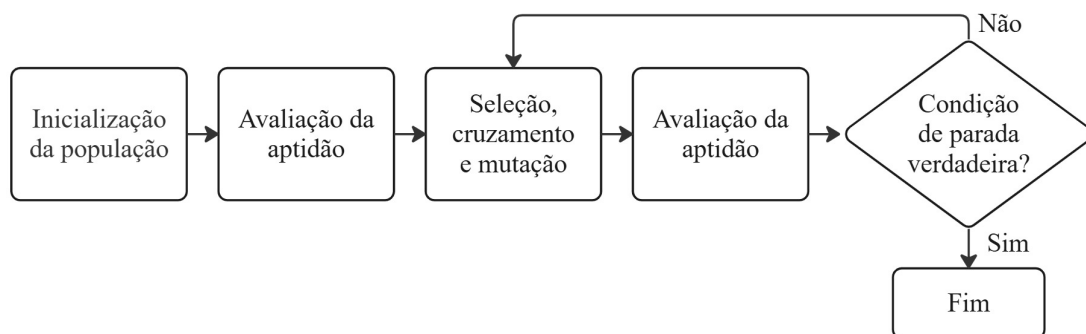 Não
Inicialização
da população
Avaliação da
aptidão
Seleção,
cruzamento
e mutação
Avaliação da
aptidão
Condição
de parada
verdadeira?
Sim
Fim